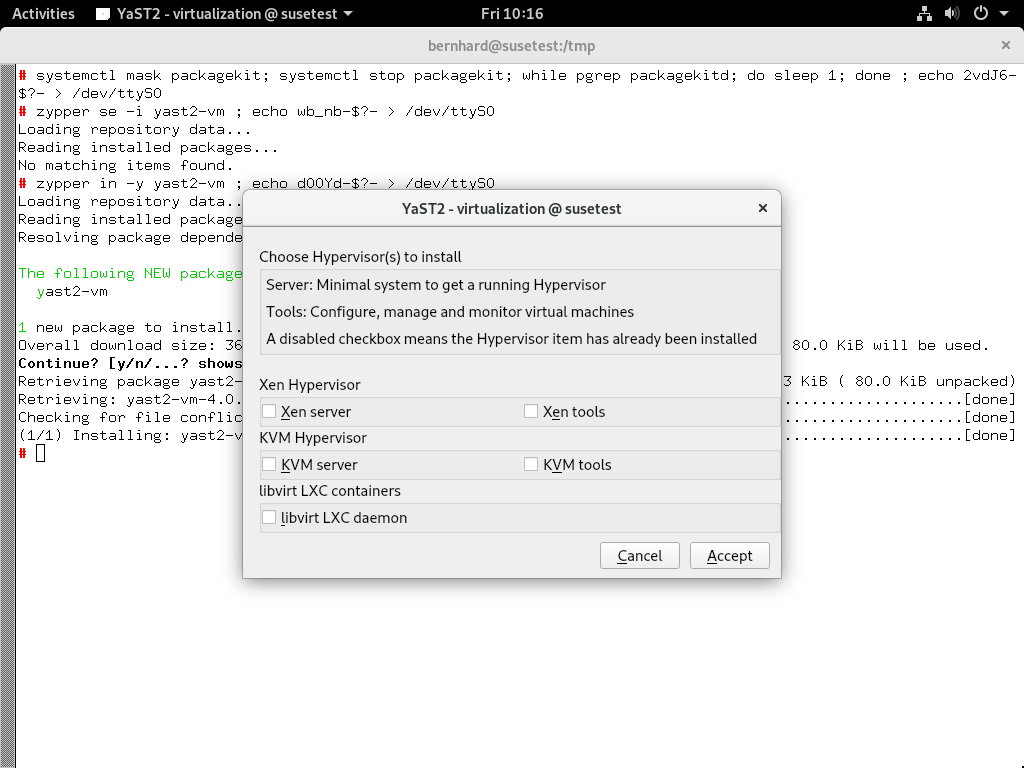 Activities YaST2 - virtualization @ susetest Fri 10:16
bernhard@susetest:/tmp ×
# systemctl mask packagekit; systemctl stop packagekit; while pgrep packagekitd; do sleep 1; done ; echo 2vdJ6-
$?- > /dev/ttyS0
# zypper se -i yast2-vm ; echo wb_nb-$?- > /dev/ttyS0
Loading repository data...
Reading installed packages...
No matching items found.
# zypper in -y yast2-vm ; echo dOOYd-$?- > /dev/ttyS0
Loading repository data..
Reading installed package
Resolving package depende
The following NEW package
yast2-vm
1 new package to install.
Overall download size: 36 80.0 KiB will be used.
Continue? [y/n/...? shows
Retrieving package yast2- 3 KiB ( 80.0 KiB unpacked)
Retrieving: yast2-vm-4.0. ....................[done]
Checking for file conflic ....................[done]
(1/1) Installing: yast2-v ....................[done]
#
YaST2 - virtualization @ susetest ×
Choose Hypervisor(s) to install
Server: Minimal system to get a running Hypervisor
Tools: Configure, manage and monitor virtual machines
A disabled checkbox means the Hypervisor item has already been installed
Xen Hypervisor
Xen server Xen tools
KVM Hypervisor
KVM server KVM tools
libvirt LXC containers
libvirt LXC daemon
Cancel Accept